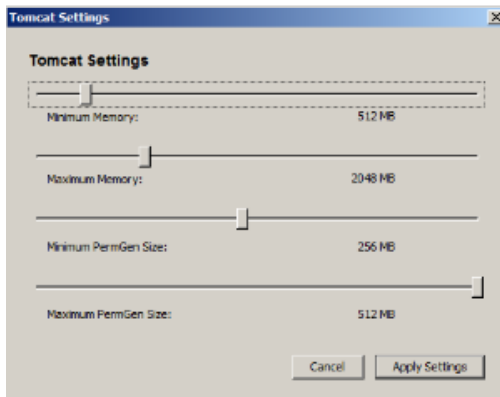 Tomcat Settings
Tomcat Settings
Minimum Memory: 512 MB
Maximum Memory: 2048 MB
Minimum PermGen Size: 256 MB
Maximum PermGen Size: 512 MB
Cancel Apply Settings